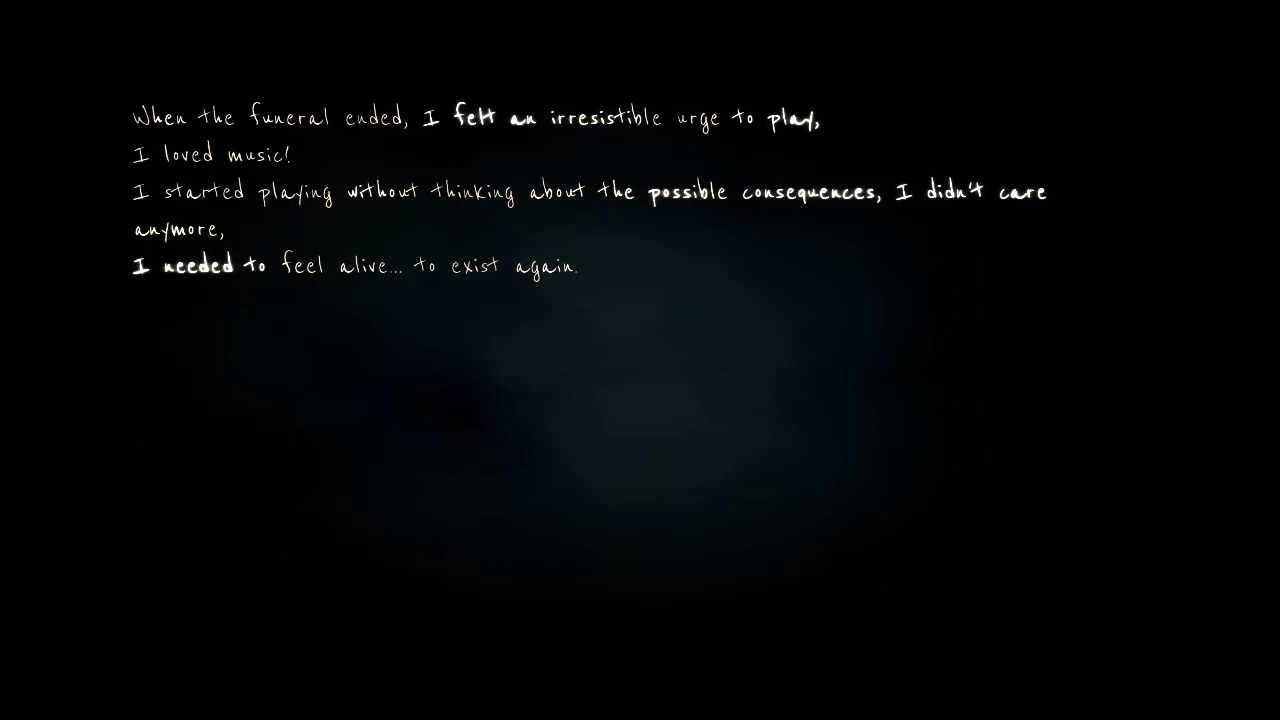 When the funeral ended, I felt an irresistible urge to play,
I loved music!
I started playing without thinking about the possible consequences, I didn't care
anymore,
I needed to feel alive... to exist again.